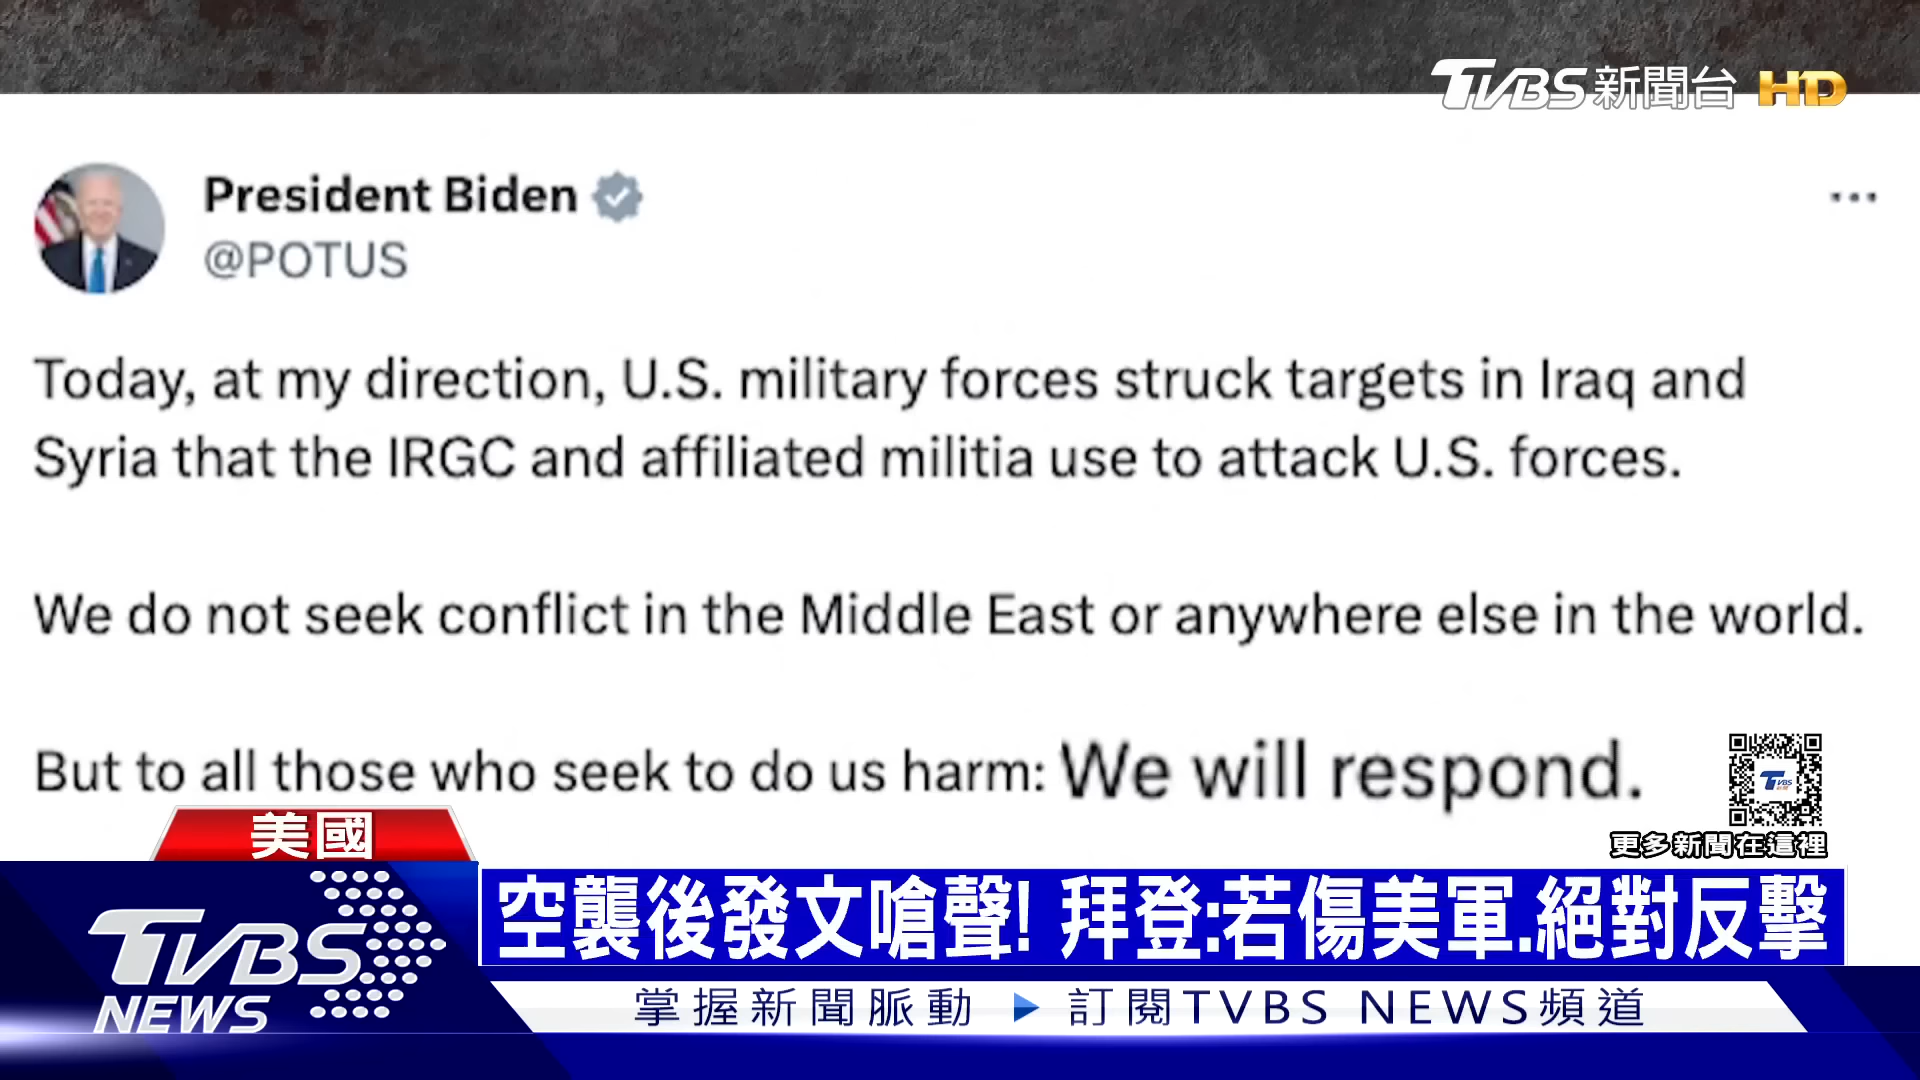 TVBS新聞台 HD
President Biden
@POTUS
Today, at my direction, U.S. military forces struck targets in Iraq and
Syria that the IRGC and affiliated militia use to attack U.S. forces.
We do not seek conflict in the Middle East or anywhere else in the world.
But to all those who seek to do us harm: We will respond.
TVBS
更多新聞在這裡
美國
空襲後發文嗆聲! 拜登:若傷美軍.絕對反擊
TVBS
NEWS
掌握新聞脈動 ▶ 訂閱TVBS NEWS頻道